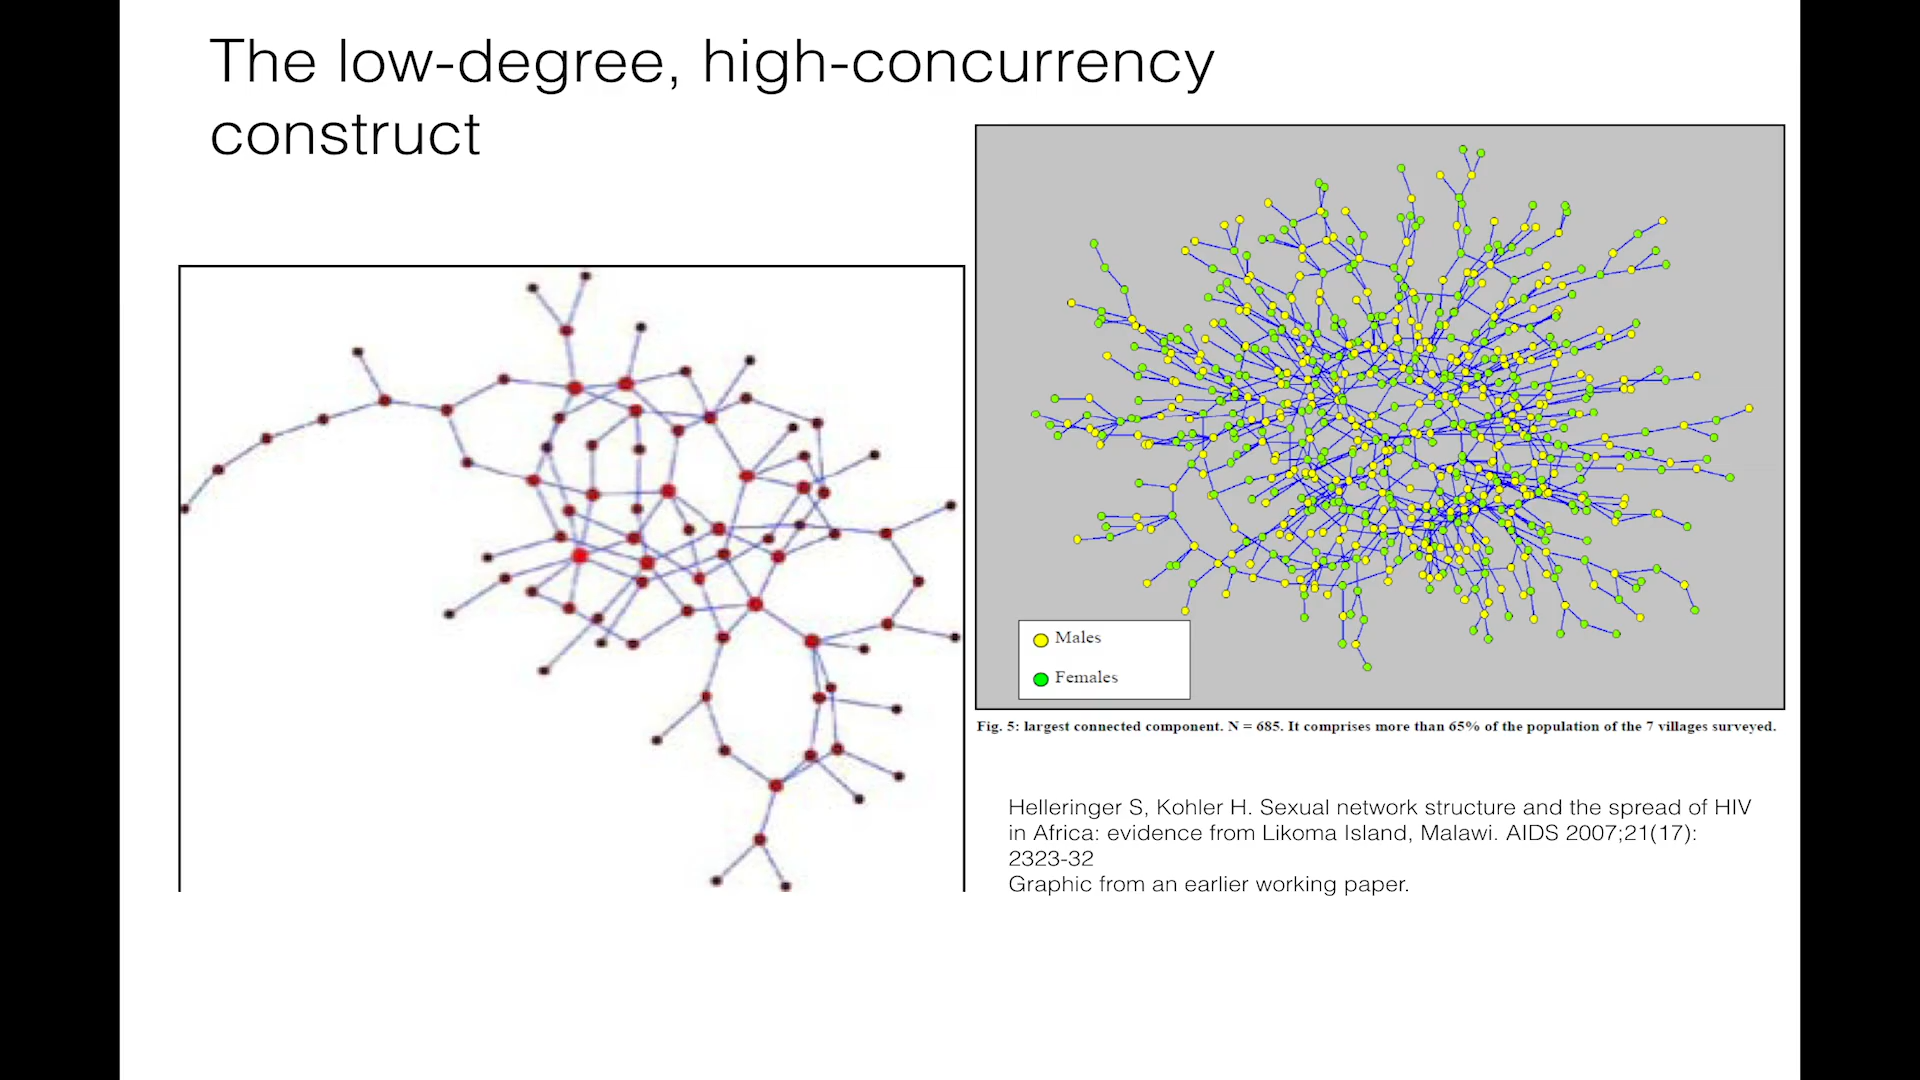 The low-degree, high-concurrency
construct
Males
Females
Fig. 5: largest connected component. N = 685. It comprises more than 65% of the population of the 7 villages surveyed.
Helleringer S, Kohler H. Sexual network structure and the spread of HIV
in Africa: evidence from Likoma Island, Malawi. AIDS 2007;21(17):
2323-32
Graphic from an earlier working paper.